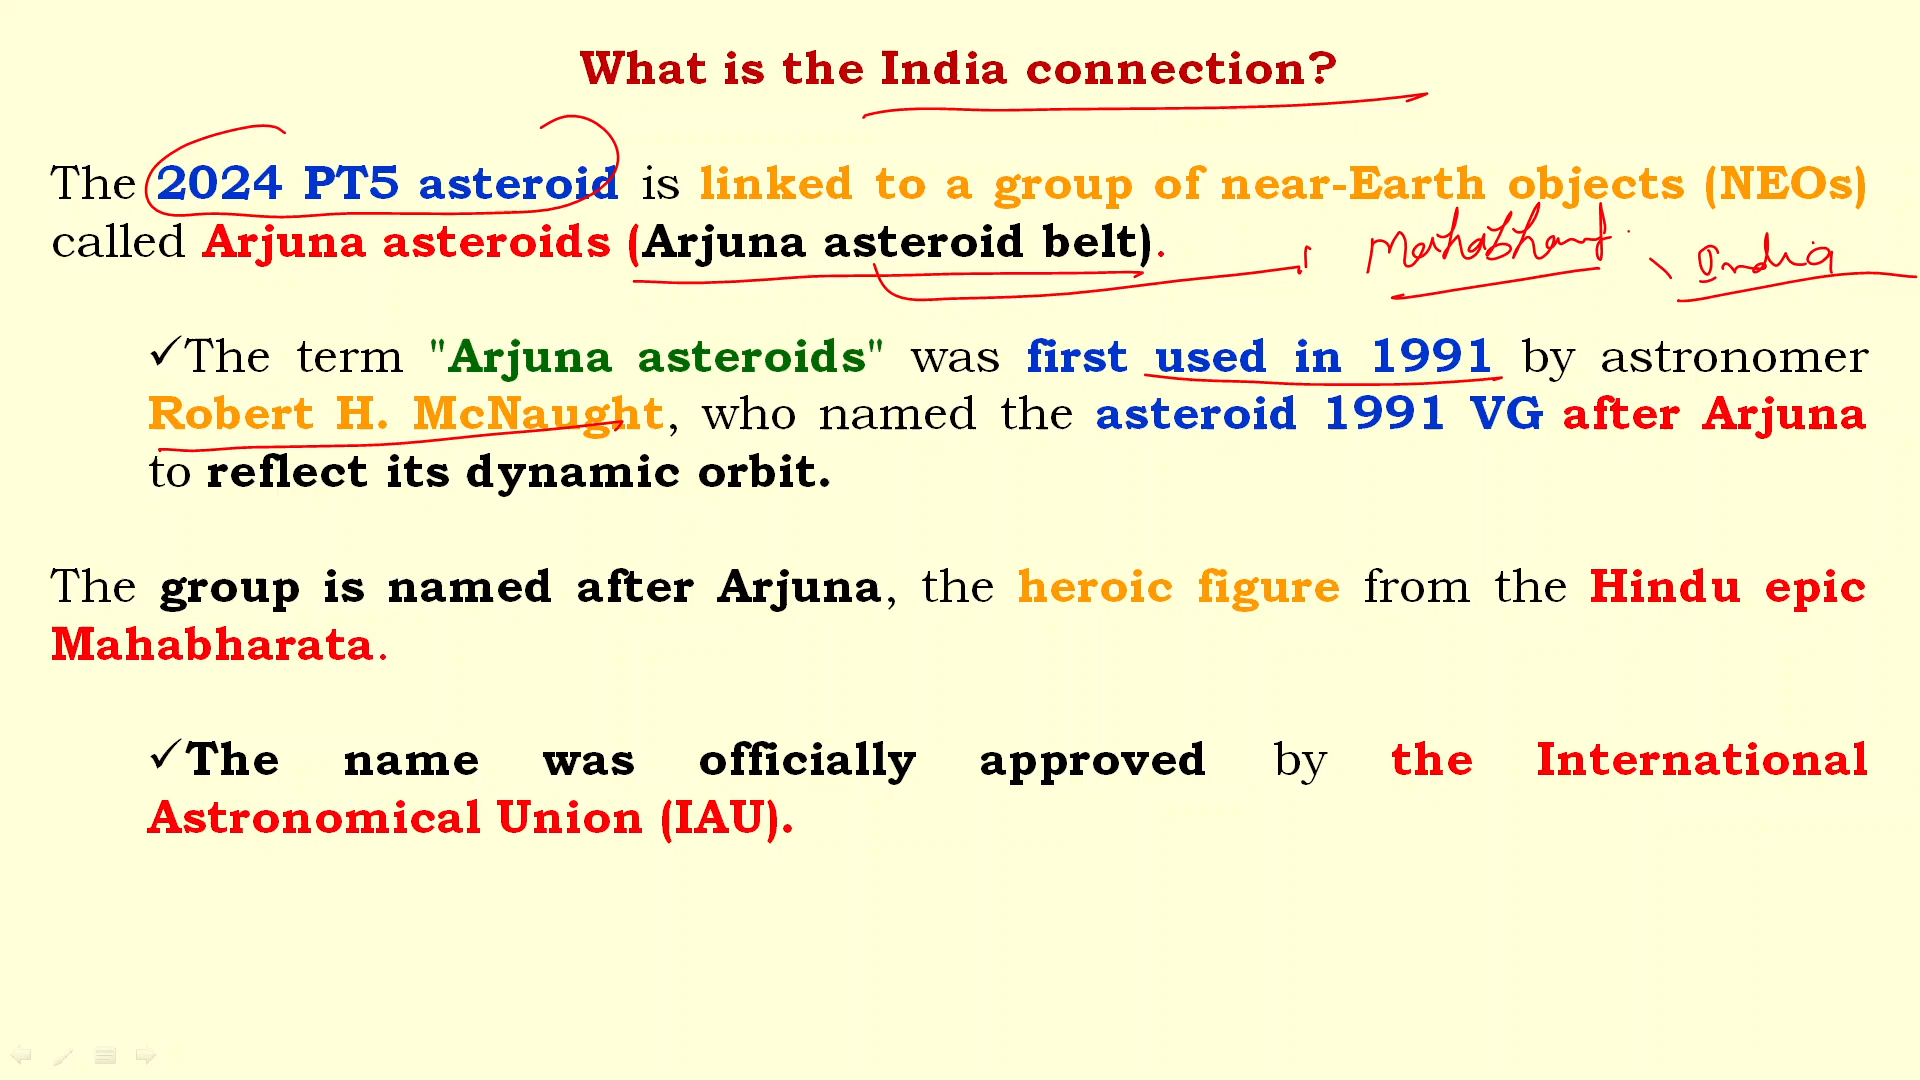 What is the India connection?
The 2024 PT5 asteroid is linked to a group of near-Earth objects (NEOs)
called Arjuna asteroids (Arjuna asteroid belt).
Mahabharat
India
✓The term "Arjuna asteroids" was first used in 1991 by astronomer
Robert H. McNaught, who named the asteroid 1991 VG after Arjuna
to reflect its dynamic orbit.
The group is named after Arjuna, the heroic figure from the Hindu epic
Mahabharata.
✓The name was officially approved by the International
Astronomical Union (IAU).